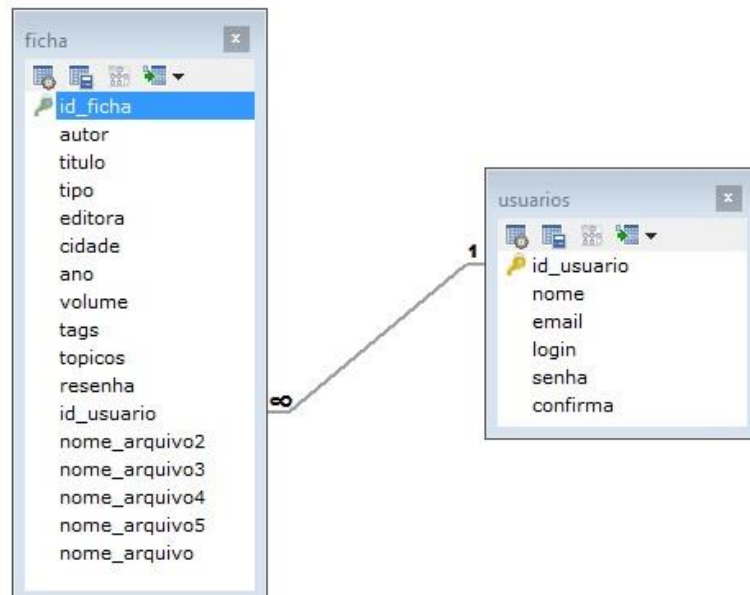 ficha
id_ficha
autor
titulo
tipo
editora
cidade
ano
volume
tags
topicos
resenha
id_usuario
nome_arquivo2
nome_arquivo3
nome_arquivo4
nome_arquivo5
nome_arquivo
∞
1
usuarios
id_usuario
nome
email
login
senha
confirma